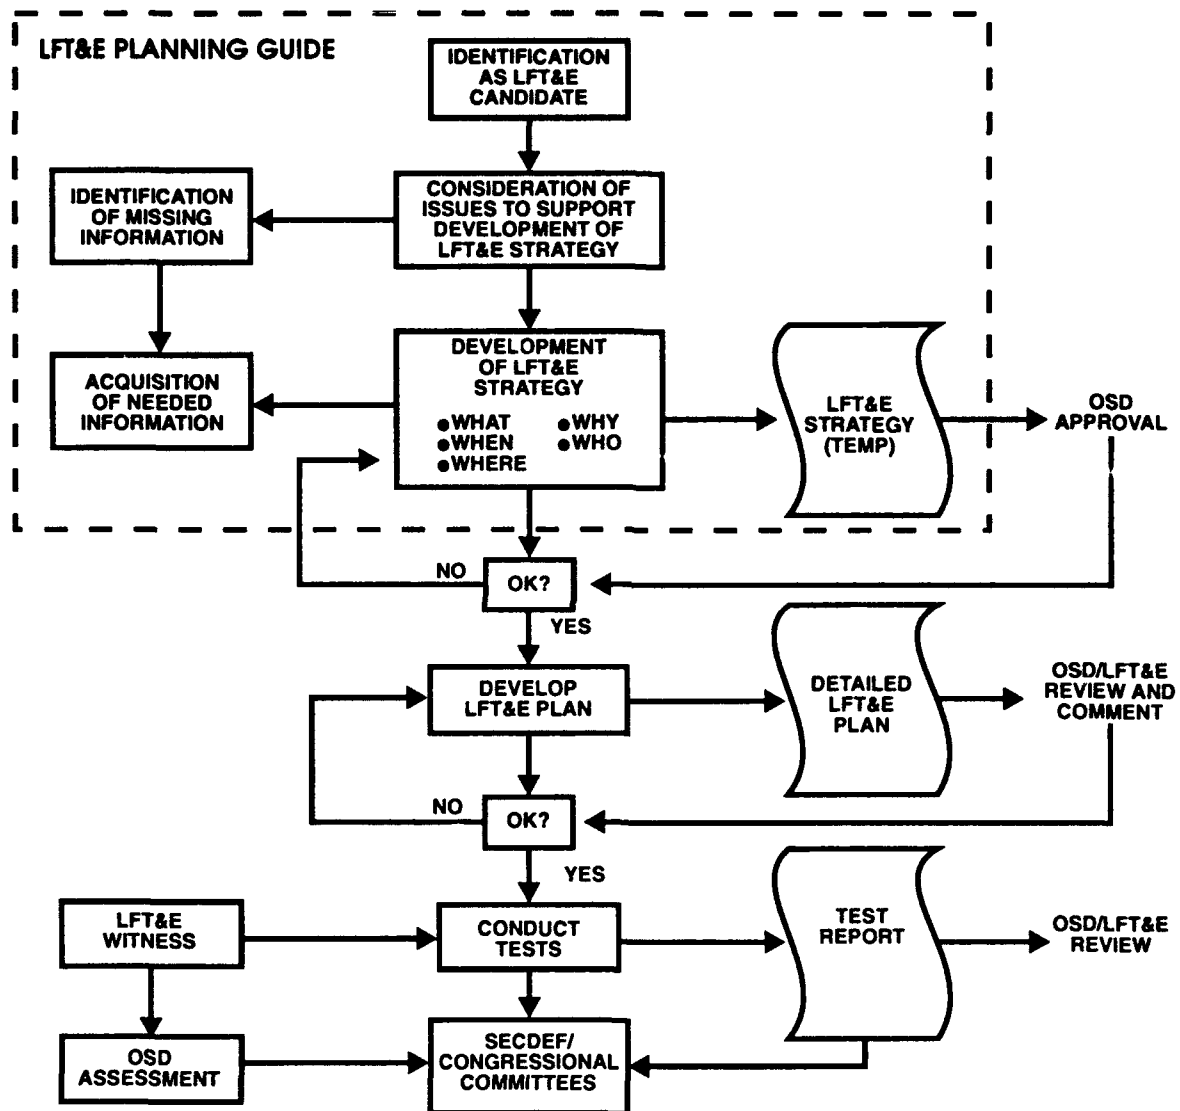 LFT&E PLANNING GUIDE
IDENTIFICATION
AS LFT&E
CANDIDATE
IDENTIFICATION
OF MISSING
INFORMATION
CONSIDERATION OF
ISSUES TO SUPPORT
DEVELOPMENT OF
LFT&E STRATEGY
ACQUISITION
OF NEEDED
INFORMATION
DEVELOPMENT
OF LFT&E
STRATEGY
●WHAT ●WHY
●WHEN ●WHO
●WHERE
LFT&E
STRATEGY
(TEMP)
OSD
APPROVAL
NO
OK?
YES
DEVELOP
LFT&E PLAN
DETAILED
LFT&E
PLAN
OSD/LFT&E
REVIEW AND
COMMENT
NO
OK?
YES
LFT&E
WITNESS
CONDUCT
TESTS
TEST
REPORT
OSD/LFT&E
REVIEW
OSD
ASSESSMENT
SECDEF/
CONGRESSIONAL
COMMITTEES